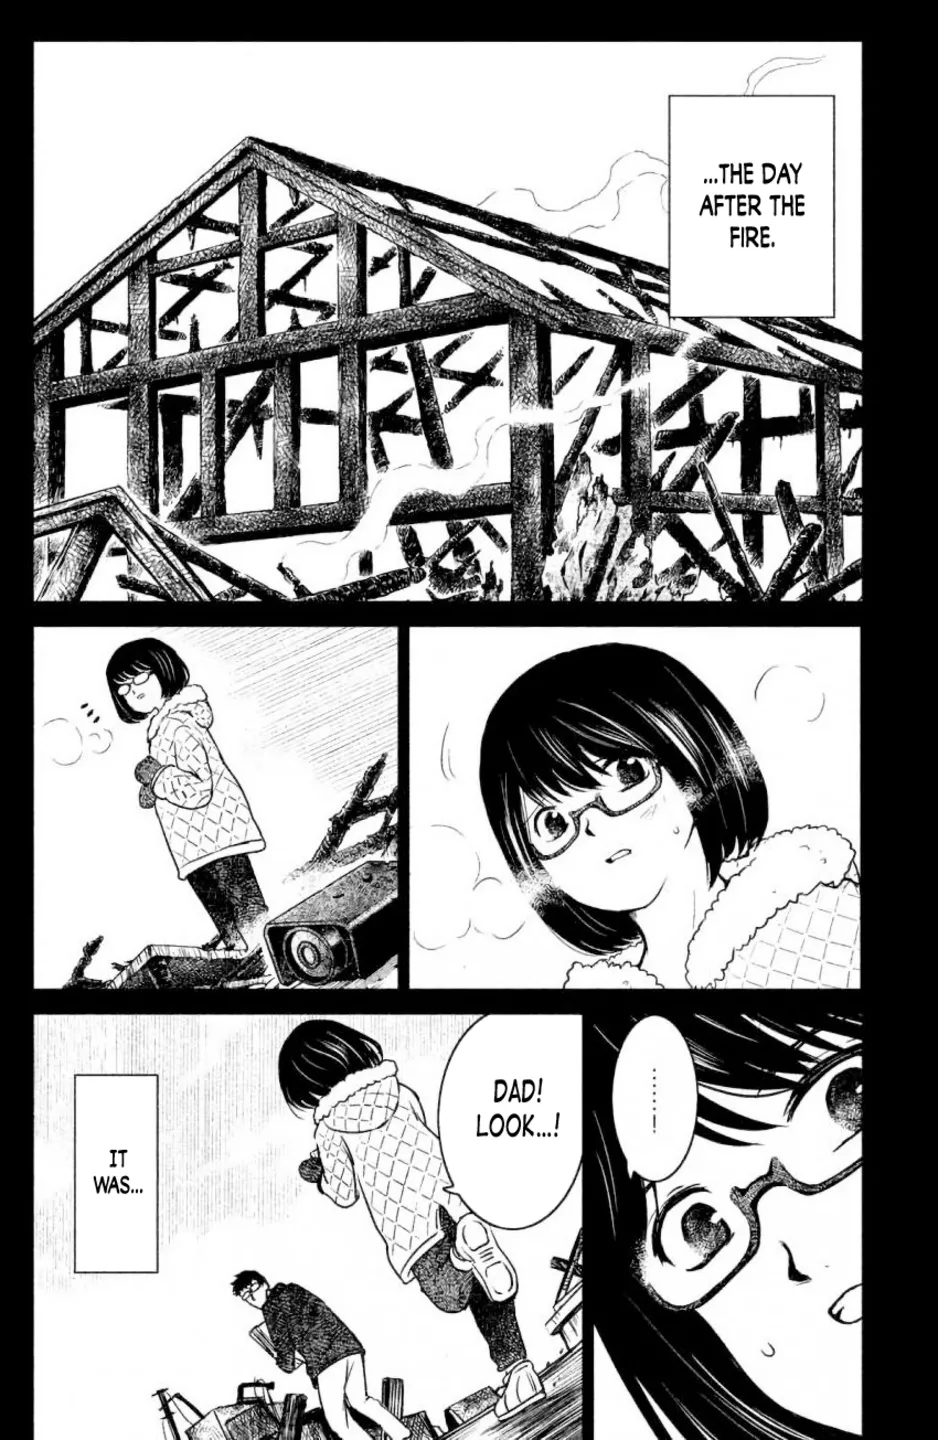 ...THE DAY
AFTER THE
FIRE.
DAD!
LOOK...!
.........!
IT
WAS...